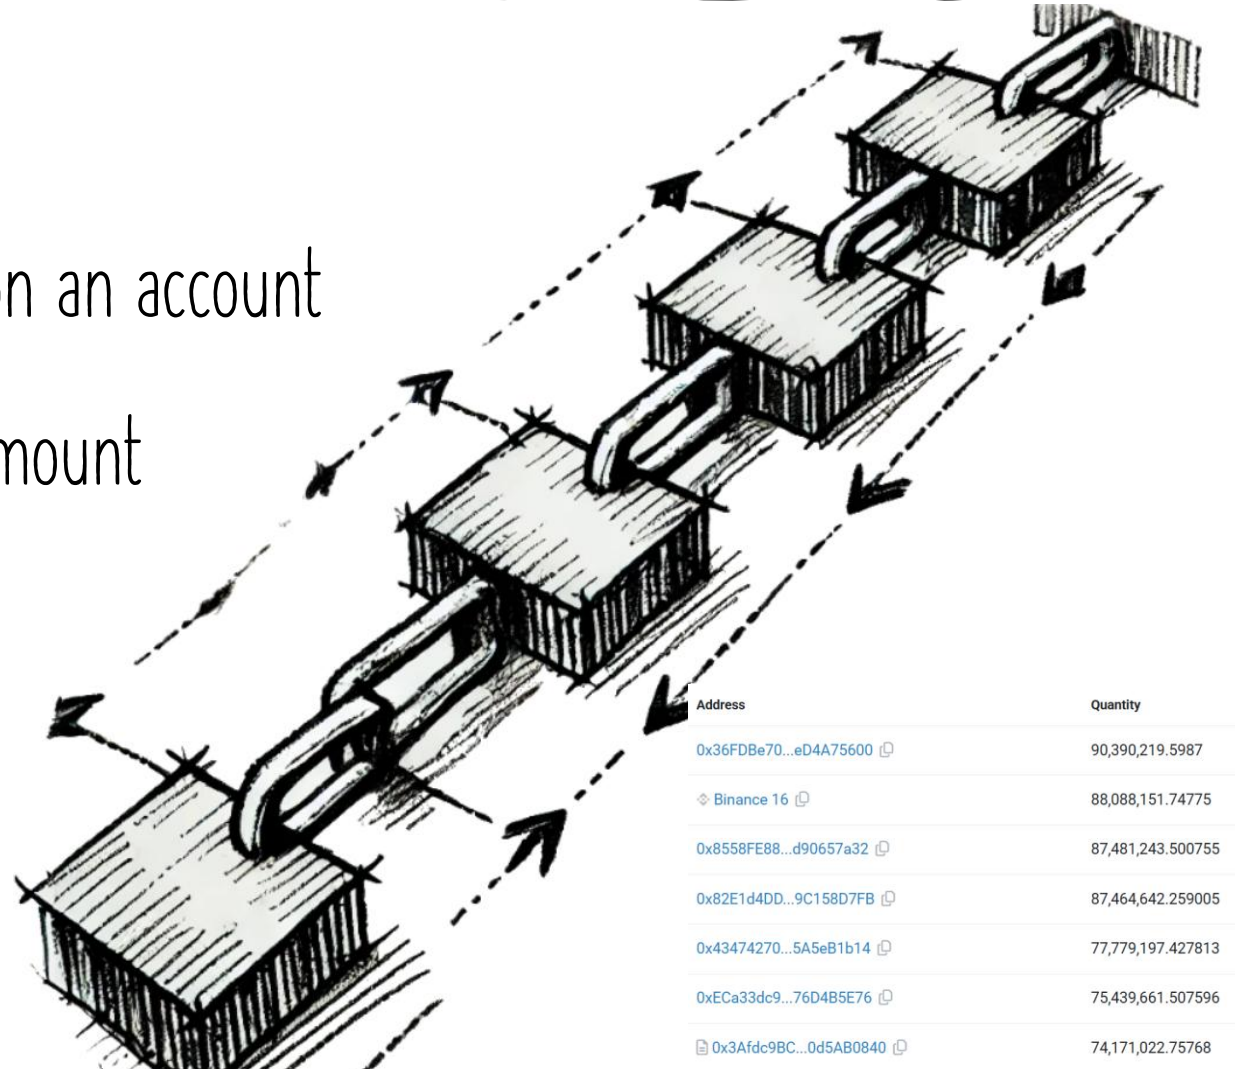 on an account
mount
Address Quantity
0x36FDBe70...eD4A75600 90,390,219.5987
Binance 16 88,088,151.74775
0x8558FE88...d90657a32 87,481,243.500755
0x82E1d4DD...9C158D7FB 87,464,642.259005
0x43474270...5A5eB1b14 77,779,197.427813
0xECa33dc9...76D4B5E76 75,439,661.507596
0x3Afdc9BC...0d5AB0840 74,171,022.75768